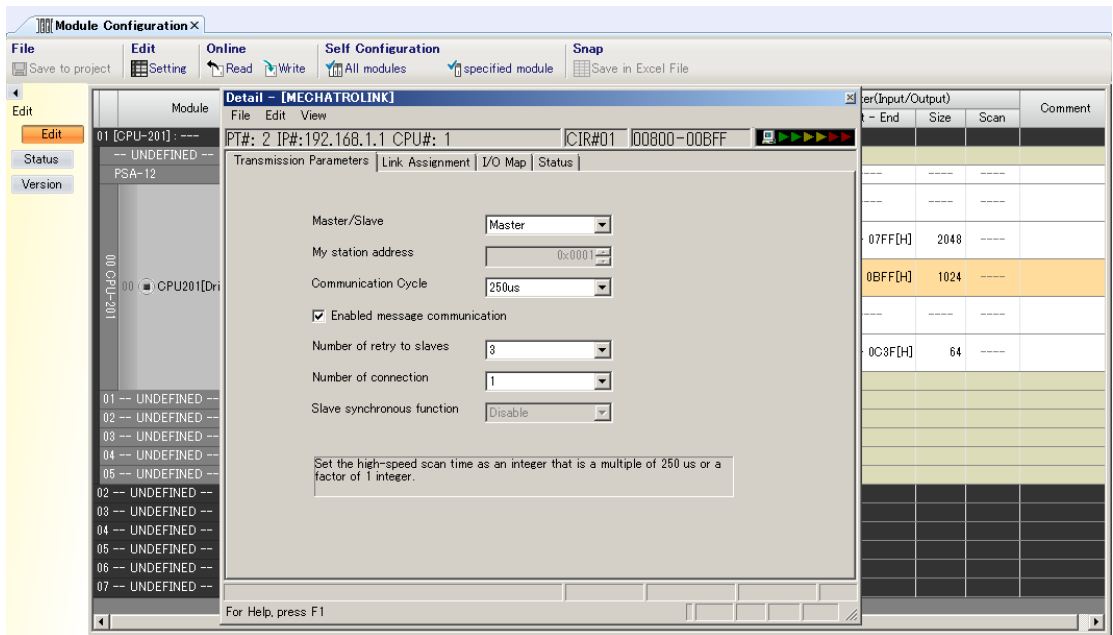 Module Configuration
File Edit Online Self Configuration Snap
Save to project Setting Read Write All modules specified module Save in Excel File
Edit
Edit
Status
Version
Module
01 [CPU-201] : ---
-- UNDEFINED --
PSA-12
00 CPU-201
00 CPU201[Dri
01 -- UNDEFINED --
02 -- UNDEFINED --
03 -- UNDEFINED --
04 -- UNDEFINED --
05 -- UNDEFINED --
02 -- UNDEFINED --
03 -- UNDEFINED --
04 -- UNDEFINED --
05 -- UNDEFINED --
06 -- UNDEFINED --
07 -- UNDEFINED --
Detail - [MECHATROLINK]
File Edit View
PT#: 2 IP#:192.168.1.1 CPU#: 1 CIR#01 00800-00BFF
Transmission Parameters Link Assignment I/O Map Status
Master/Slave Master
My station address 0x0001
Communication Cycle 250us
Enabled message communication
Number of retry to slaves 3
Number of connection 1
Slave synchronous function Disable
Set the high-speed scan time as an integer that is a multiple of 250 us or a
factor of 1 integer.
For Help, press F1
er(Input/Output) Comment
t - End Size Scan
---- ----
---- ---- ----
07FF[H] 2048 ----
0BFF[H] 1024 ----
---- ---- ----
0C3F[H] 64 ----